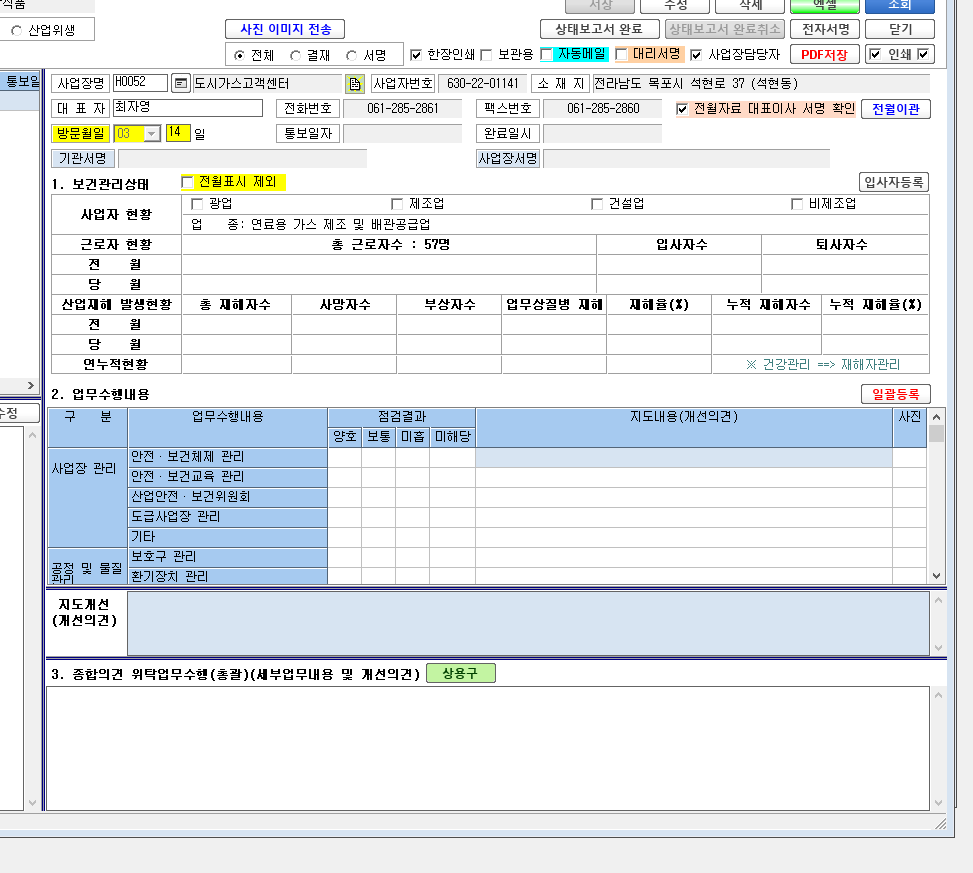 식품
저장 수정 삭제 엑셀 조회
산업위생
사진 이미지 전송 상태보고서 완료 상태보고서 완료취소 전자서명 닫기
전체 결재 서명 한장인쇄 보관용 자동메일 대리서명 사업장담당자 PDF저장 인쇄
통보일
사업장명 H0052 도시가스고객센터 사업자번호 630-22-01141 소 재 지 전라남도 목포시 석현로 37 (석현동)
대 표 자 최자영 전화번호 061-285-2861 팩스번호 061-285-2860 전월자료 대표이사 서명 확인 전월이관
방문월일 03 14 일 통보일자 완료일시
기관서명 사업장서명
1. 보건관리상태 전월표시 제외 입사자등록
사업자 현황 광업 제조업 건설업 비제조업
업 종: 연료용 가스 제조 및 배관공급업
근로자 현황 총 근로자수 : 57명 입사자수 퇴사자수
전 월
당 월
산업재해 발생현황 총 재해자수 사망자수 부상자수 업무상질병 재해 재해율(%) 누적 재해자수 누적 재해율(%)
전 월
당 월
연누적현황 ※ 건강관리 ==> 재해자관리
2. 업무수행내용 일괄등록
수정
구 분 업무수행내용 점검결과 지도내용(개선의견) 사진
양호 보통 미흡 미해당
사업장 관리 안전·보건체제 관리
안전·보건교육 관리
산업안전·보건위원회
도급사업장 관리
기타
공정 및 물질 관리 보호구 관리
환기장치 관리
지도개선
(개선의견)
3. 종합의견 위탁업무수행(총괄)(세부업무내용 및 개선의견) 상용구